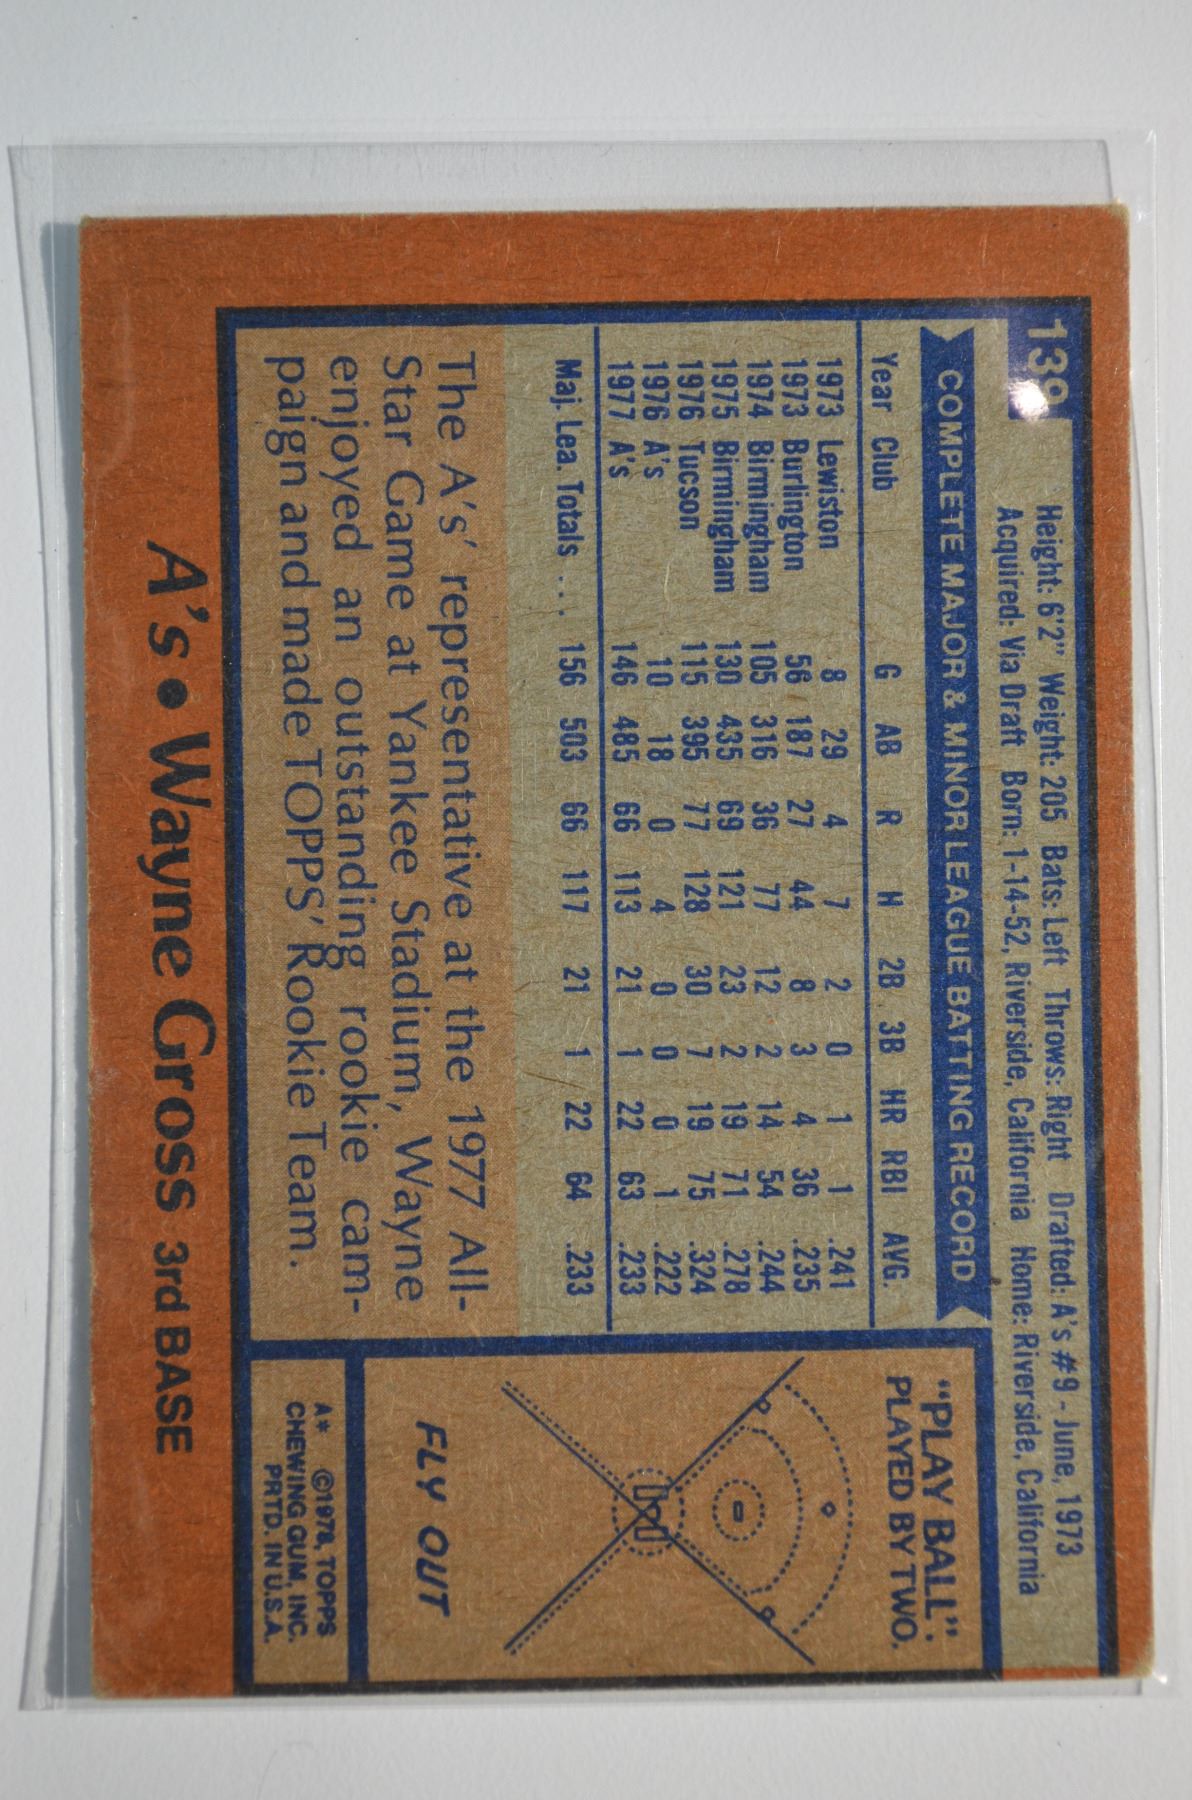 139
Height: 6'2" Weight: 205 Bats: Left Throws: Right Drafted: A's #9 - June, 1973
Acquired: Via Draft Born: 1-14-52, Riverside, California Home: Riverside, California
COMPLETE MAJOR & MINOR LEAGUE BATTING RECORD
Year Club G AB R H 2B 3B HR RBI AVG.
1973 Lewiston 8 29 4 7 2 0 1 1 .241
1973 Burlington 56 187 27 44 8 3 4 36 .235
1974 Birmingham 105 316 36 77 12 2 14 54 .244
1975 Birmingham 130 435 69 121 23 2 19 71 .278
1976 Tucson 115 395 77 128 30 7 19 75 .324
1976 A's 10 18 0 4 0 0 0 1 .222
1977 A's 146 485 66 113 21 1 22 63 .233
Maj. Lea. Totals ... 156 503 66 117 21 1 22 64 .233
The A's' representative at the 1977 All-
Star Game at Yankee Stadium, Wayne
enjoyed an outstanding rookie cam-
paign and made TOPPS' Rookie Team.
"PLAY BALL".
PLAYED BY TWO.
FLY OUT
A* ©1978, TOPPS
CHEWING GUM, INC.
PRTD. IN U.S.A.
A's • Wayne Gross 3rd BASE